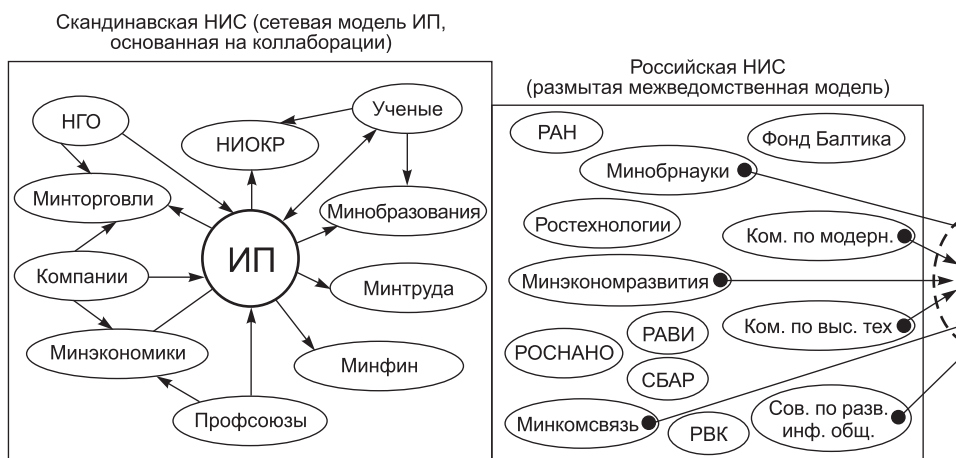 Скандинавская НИС (сетевая модель ИП,
основанная на коллаборации)
НГО
НИОКР
Ученые
Минторговли
Минобразования
ИП
Компании
Минтруда
Минэкономики
Минфин
Профсоюзы
Российская НИС
(размытая межведомственная модель)
РАН
Фонд Балтика
Минобрнауки
Ростехнологии
Ком. по модерн.
Минэкономразвития
РАВИ
Ком. по выс. тех
РОСНАНО
СБАР
Минкомсвязь
РВК
Сов. по разв.
инф. общ.